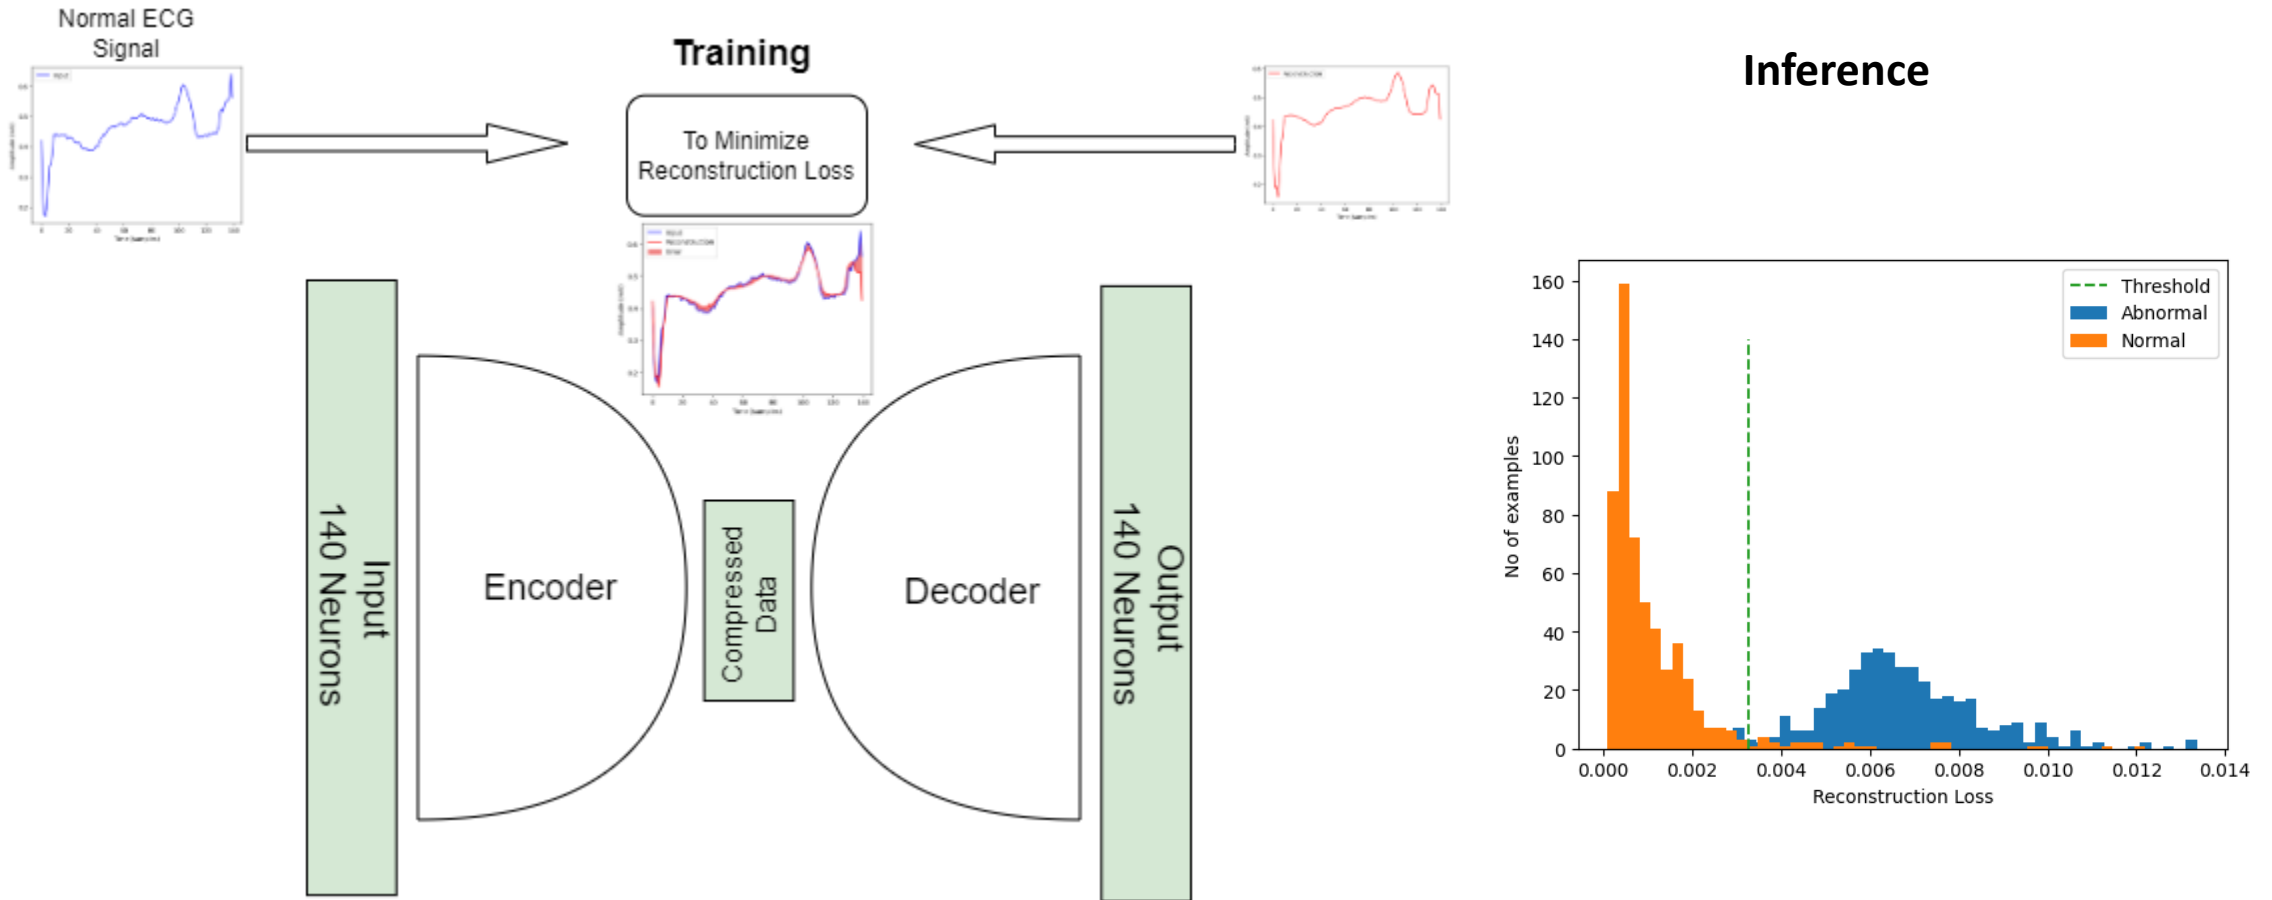 Normal ECG
Signal
Training
Inference
To Minimize
Reconstruction Loss
Input
140 Neurons
Encoder
Compressed
Data
Decoder
Output
140 Neurons
Threshold
Abnormal
Normal
160
140
120
100
80
60
40
20
0
No of examples
0.000
0.002
0.004
0.006
0.008
0.010
0.012
0.014
Reconstruction Loss